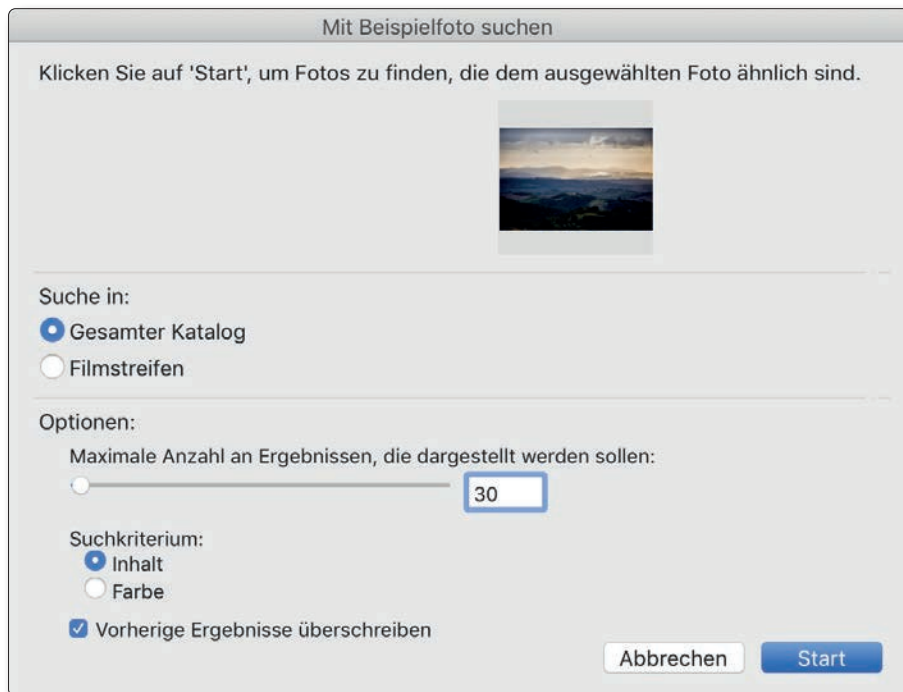 Mit Beispielfoto suchen
Klicken Sie auf 'Start', um Fotos zu finden, die dem ausgewählten Foto ähnlich sind.
Suche in:
Gesamter Katalog
Filmstreifen
Optionen:
Maximale Anzahl an Ergebnissen, die dargestellt werden sollen:
30
Suchkriterium:
Inhalt
Farbe
Vorherige Ergebnisse überschreiben
Abbrechen
Start